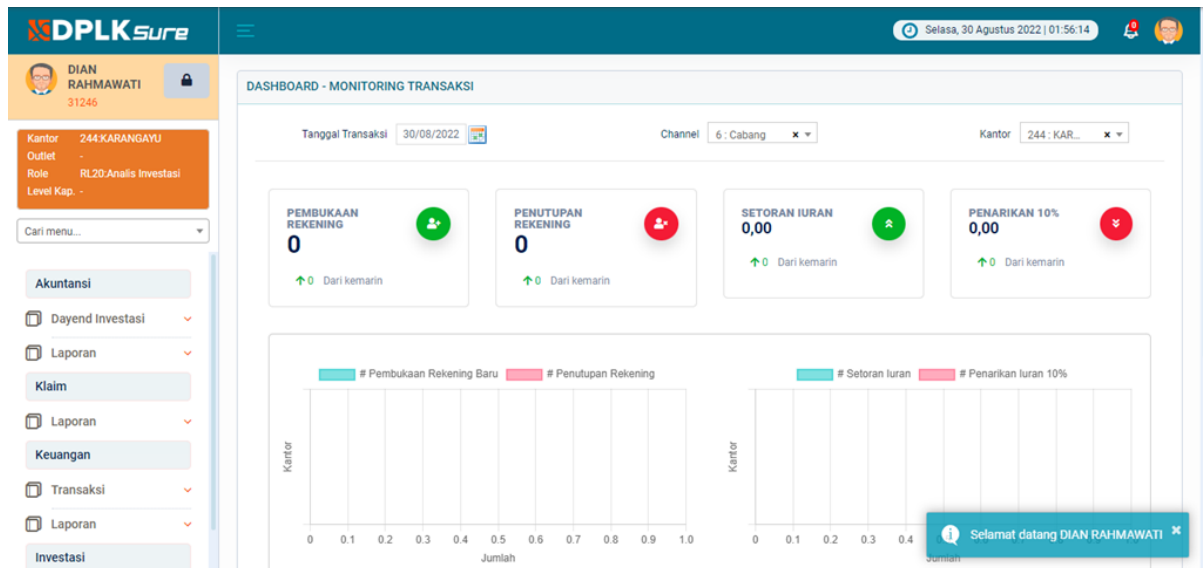 DPLKSure
Selasa, 30 Agustus 2022 | 01:56:14
DIAN
RAHMAWATI
31246
Kantor 244:KARANGAYU
Outlet -
Role RL20:Analis Investasi
Level Kap. -
Cari menu...
Akuntansi
Dayend Investasi
Laporan
Klaim
Laporan
Keuangan
Transaksi
Laporan
Investasi
DASHBOARD - MONITORING TRANSAKSI
Tanggal Transaksi 30/08/2022 Channel 6 : Cabang x Kantor 244 : KAR... x
PEMBUKAAN
REKENING
0
0 Dari kemarin
PENUTUPAN
REKENING
0
0 Dari kemarin
SETORAN IURAN
0,00
0 Dari kemarin
PENARIKAN 10%
0,00
0 Dari kemarin
# Pembukaan Rekening Baru # Penutupan Rekening
Kantor
0 0.1 0.2 0.3 0.4 0.5 0.6 0.7 0.8 0.9 1.0
Jumlah
# Setoran Iuran # Penarikan Iuran 10%
Kantor
0 0.1 0.2 0.3 0.4
Jumlah
Selamat datang DIAN RAHMAWATI ×